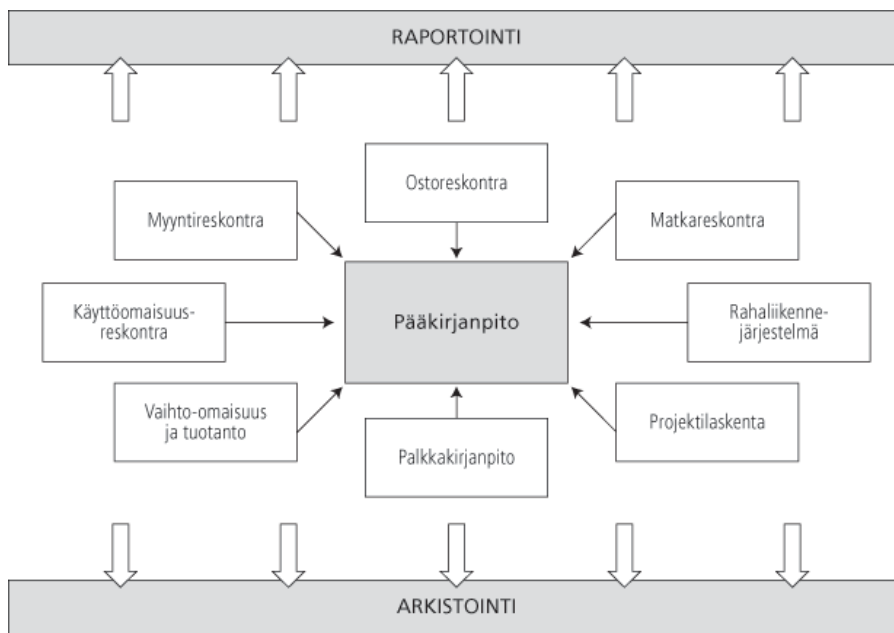 RAPORTOINTI
Ostoreskontra
Myyntireskontra
Matkareskontra
Käyttöomaisuus-
reskontra
Pääkirjanpito
Rahaliikenne-
järjestelmä
Vaihto-omaisuus
ja tuotanto
Palkkakirjanpito
Projektilaskenta
ARKISTOINTI